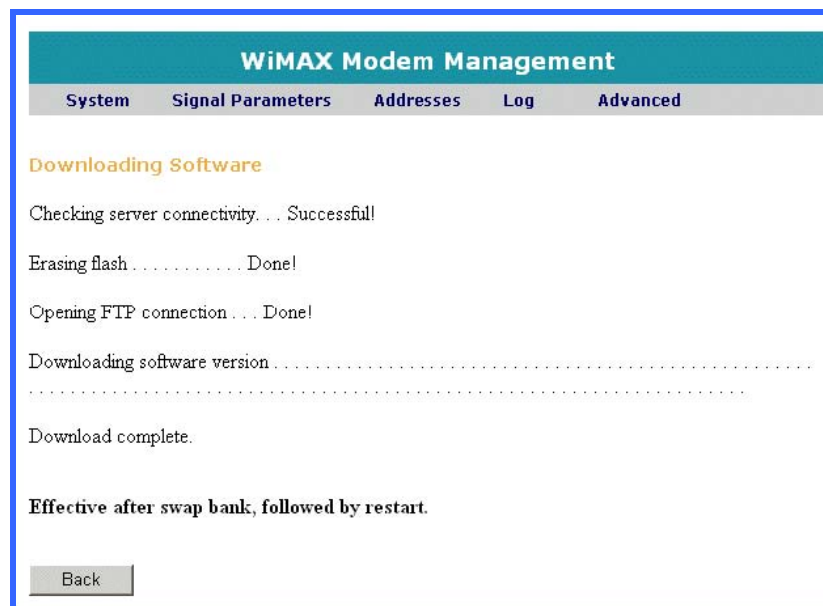 WiMAX Modem Management
System Signal Parameters Addresses Log Advanced
Downloading Software
Checking server connectivity. . . Successful!
Erasing flash . . . . . . . . . . . Done!
Opening FTP connection . . . Done!
Downloading software version . . . . . . . . . . . . . . . . . . . . . . . . . . . . . . . . . . . . . . . . . . . . . . . . . . . .
. . . . . . . . . . . . . . . . . . . . . . . . . . . . . . . . . . . . . . . . . . . . . . . . . . . . . . . . . . . . . . . . . . . . .
Download complete.
Effective after swap bank, followed by restart.
Back